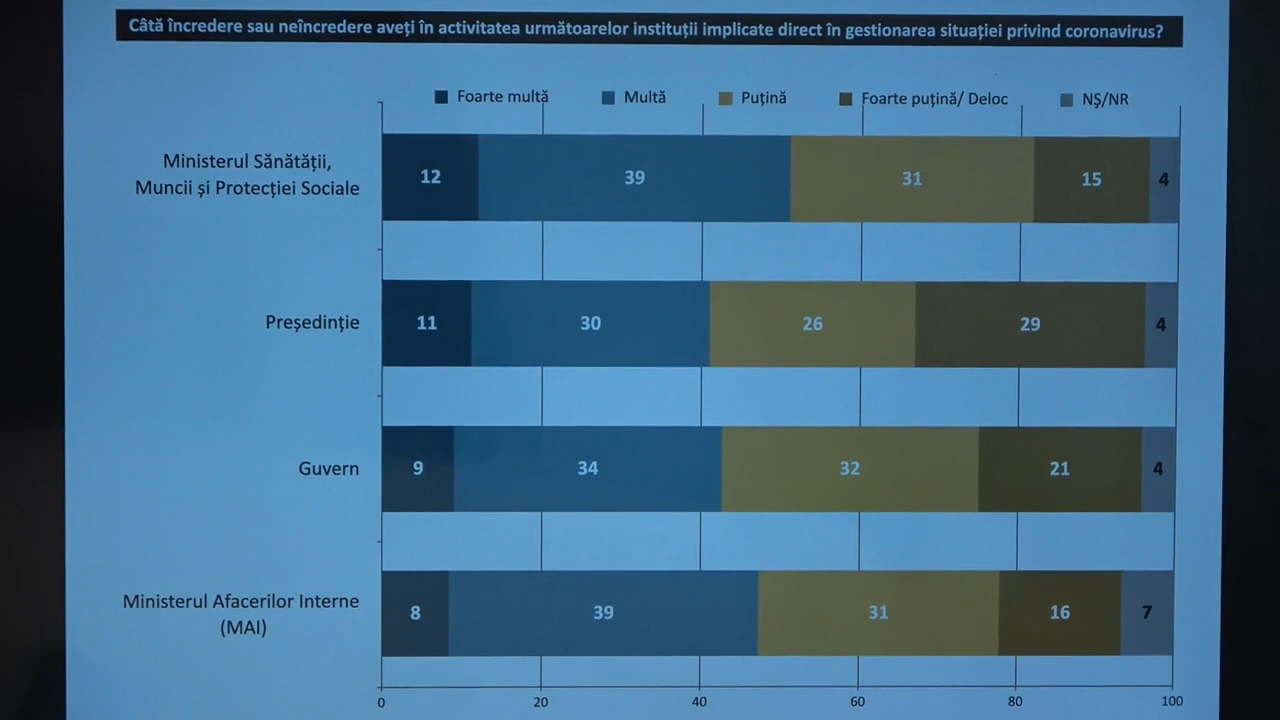 Câtă încredere sau neîncredere aveți în activitatea următoarelor instituții implicate direct în gestionarea situației privind coronavirus?
Foarte multă Multă Puțină Foarte puțină/ Deloc NȘ/NR
Ministerul Sănătății,
Muncii și Protecției Sociale
12 39 31 15 4
Președinție
11 30 26 29 4
Guvern
9 34 32 21 4
Ministerul Afacerilor Interne
(MAI)
8 39 31 16 7
0 20 40 60 80 100